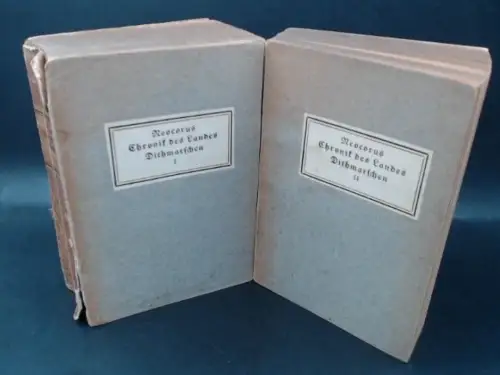 Neocorus
Chronik des Landes
Dithmarschen
I
Neocorus
Chronik des Landes
Dithmarschen
II